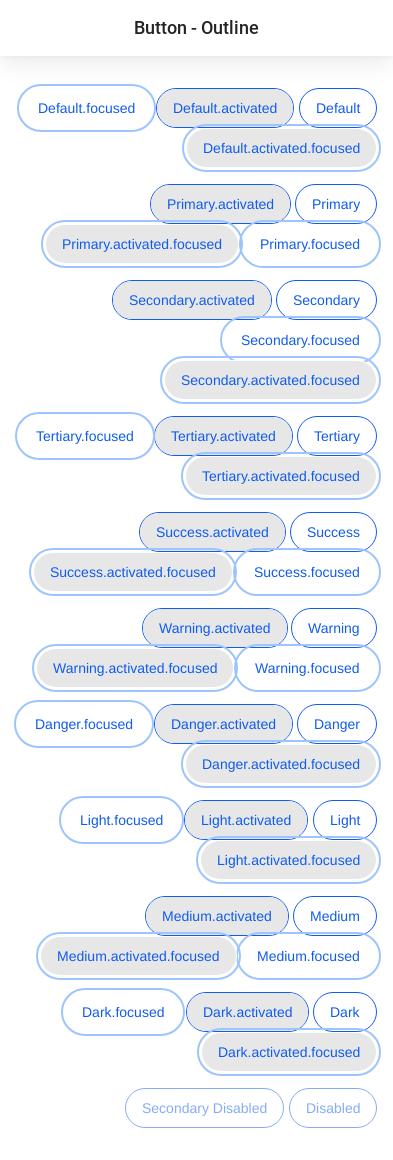 Button - Outline
Default.focused Default.activated Default
Default.activated.focused
Primary.activated Primary
Primary.activated.focused Primary.focused
Secondary.activated Secondary
Secondary.focused
Secondary.activated.focused
Tertiary.focused Tertiary.activated Tertiary
Tertiary.activated.focused
Success.activated Success
Success.activated.focused Success.focused
Warning.activated Warning
Warning.activated.focused Warning.focused
Danger.focused Danger.activated Danger
Danger.activated.focused
Light.focused Light.activated Light
Light.activated.focused
Medium.activated Medium
Medium.activated.focused Medium.focused
Dark.focused Dark.activated Dark
Dark.activated.focused
Secondary Disabled Disabled